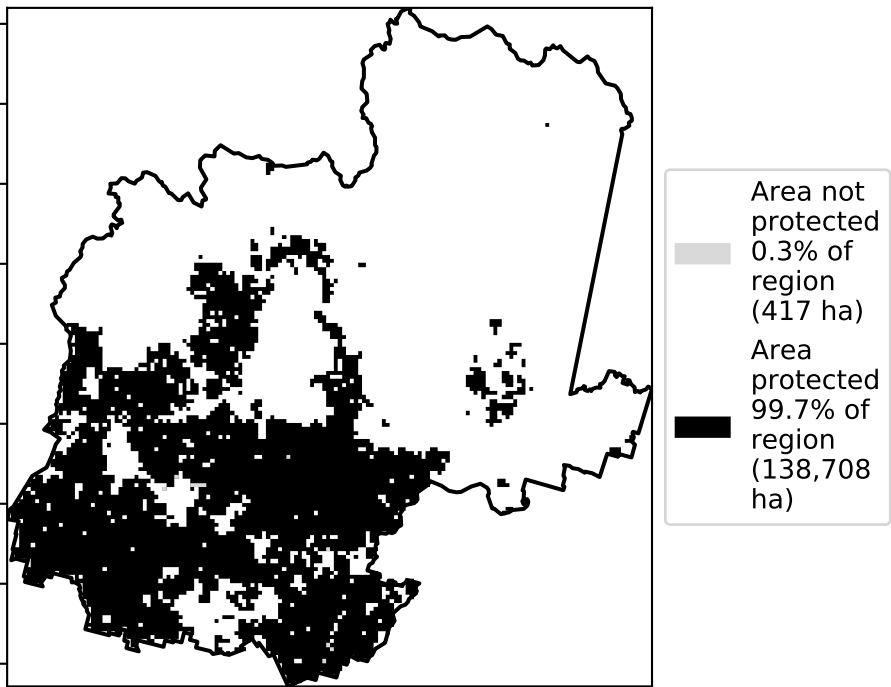 Area not
protected
0.3% of
region
(417 ha)
Area
protected
99.7% of
region
(138,708
ha)